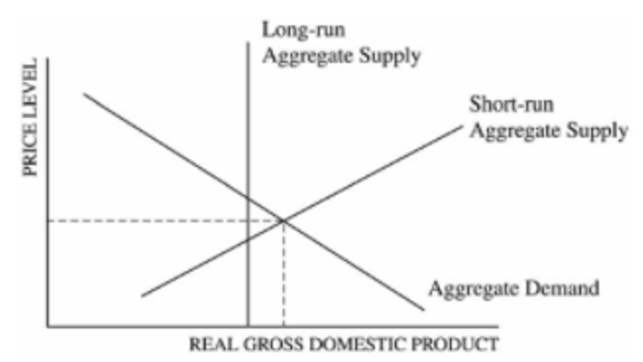 Long-run
Aggregate Supply
PRICE LEVEL
Short-run
Aggregate Supply
Aggregate Demand
REAL GROSS DOMESTIC PRODUCT